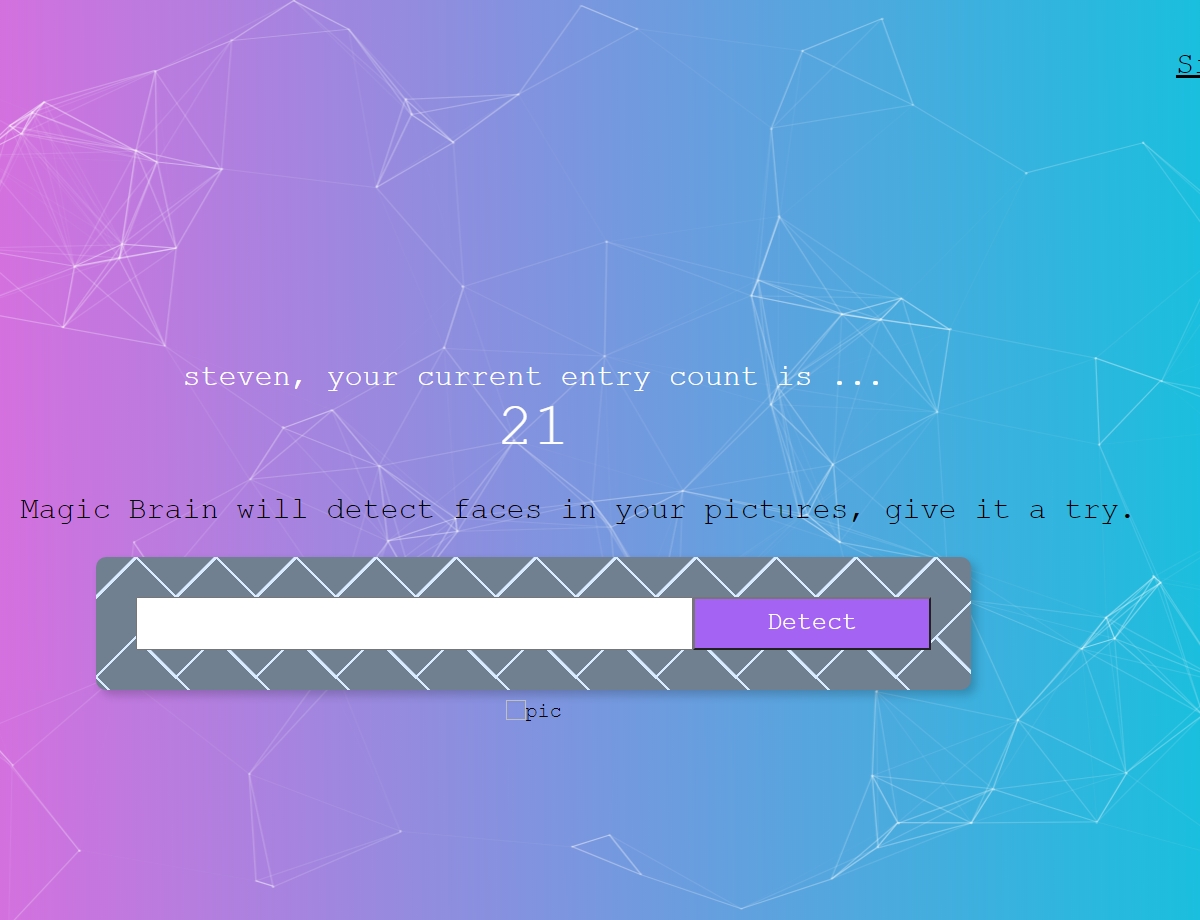 steven, your current entry count is ...
21
Magic Brain will detect faces in your pictures, give it a try.
Detect
pic